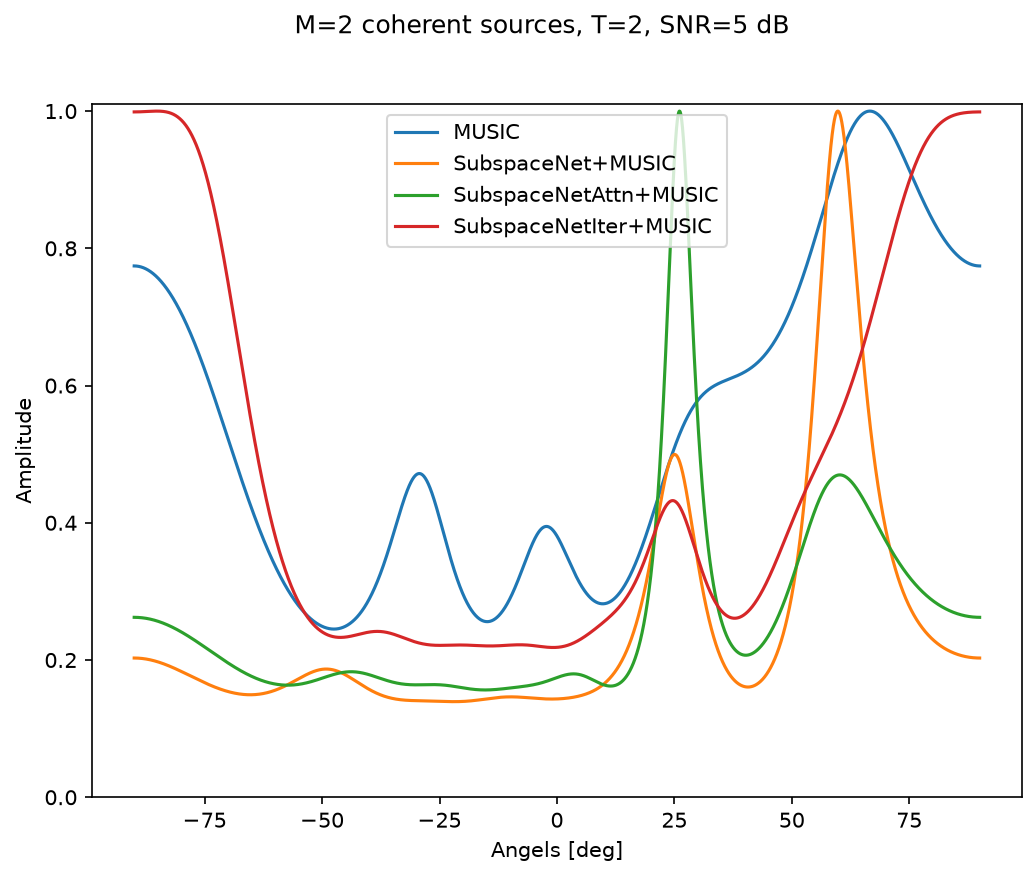 M=2 coherent sources, T=2, SNR=5 dB
1.0
0.8
0.6
0.4
0.2
0.0
Amplitude
MUSIC
SubspaceNet+MUSIC
SubspaceNetAttn+MUSIC
SubspaceNetIter+MUSIC
−75 −50 −25 0 25 50 75
Angels [deg]